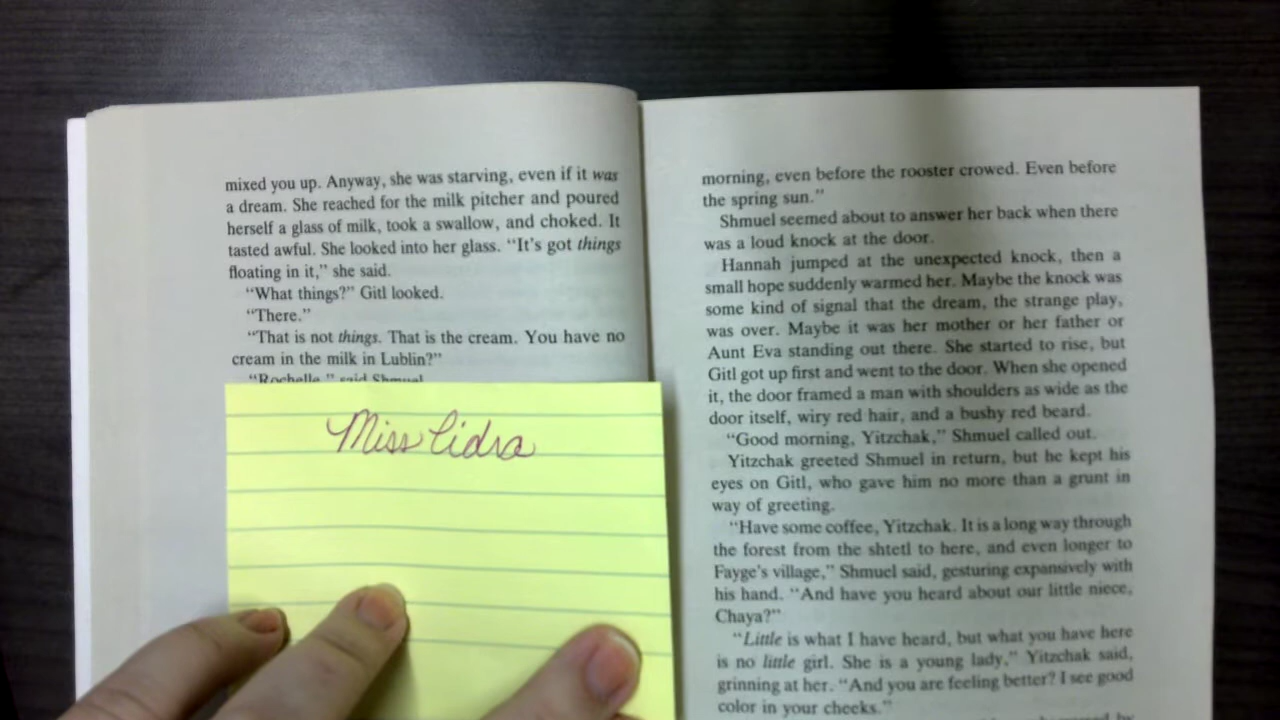 mixed you up. Anyway, she was starving, even if it was
a dream. She reached for the milk pitcher and poured
herself a glass of milk, took a swallow, and choked. It
tasted awful. She looked into her glass. “It’s got things
floating in it,” she said.
“What things?” Gitl looked.
“There.”
“That is not things. That is the cream. You have no
cream in the milk in Lublin?”
“Rochelle,” said Shmuel
Miss Lidra
morning, even before the rooster crowed. Even before
the spring sun.”
Shmuel seemed about to answer her back when there
was a loud knock at the door.
Hannah jumped at the unexpected knock, then a
small hope suddenly warmed her. Maybe the knock was
some kind of signal that the dream, the strange play,
was over. Maybe it was her mother or her father or
Aunt Eva standing out there. She started to rise, but
Gitl got up first and went to the door. When she opened
it, the door framed a man with shoulders as wide as the
door itself, wiry red hair, and a bushy red beard.
“Good morning, Yitzchak,” Shmuel called out.
Yitzchak greeted Shmuel in return, but he kept his
eyes on Gitl, who gave him no more than a grunt in
way of greeting.
“Have some coffee, Yitzchak. It is a long way through
the forest from the shtetl to here, and even longer to
Fayge’s village,” Shmuel said, gesturing expansively with
his hand. “And have you heard about our little niece,
Chaya?”
“Little is what I have heard, but what you have here
is no little girl. She is a young lady,” Yitzchak said,
grinning at her. “And you are feeling better? I see good
color in your cheeks.”